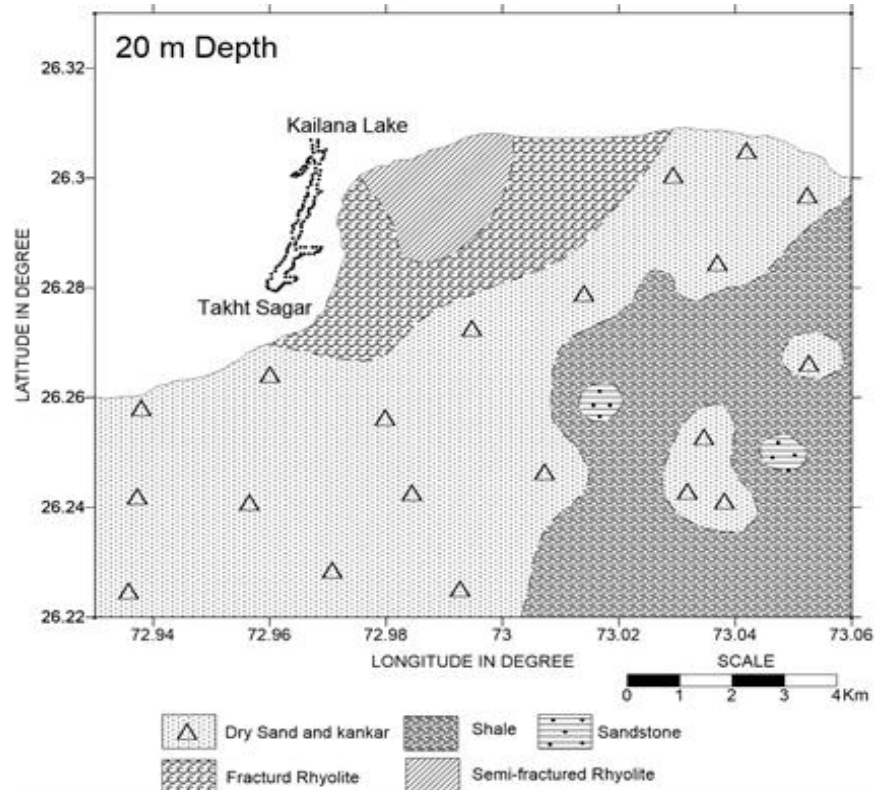 20 m Depth
26.32
Kailana Lake
26.3
26.28
Takht Sagar
26.26
26.24
26.22
LATITUDE IN DEGREE
72.94 72.96 72.98 73 73.02 73.04 73.06
LONGITUDE IN DEGREE SCALE
0 1 2 3 4 Km
Dry Sand and kankar Shale Sandstone
Fracturd Rhyolite Semi-fractured Rhyolite